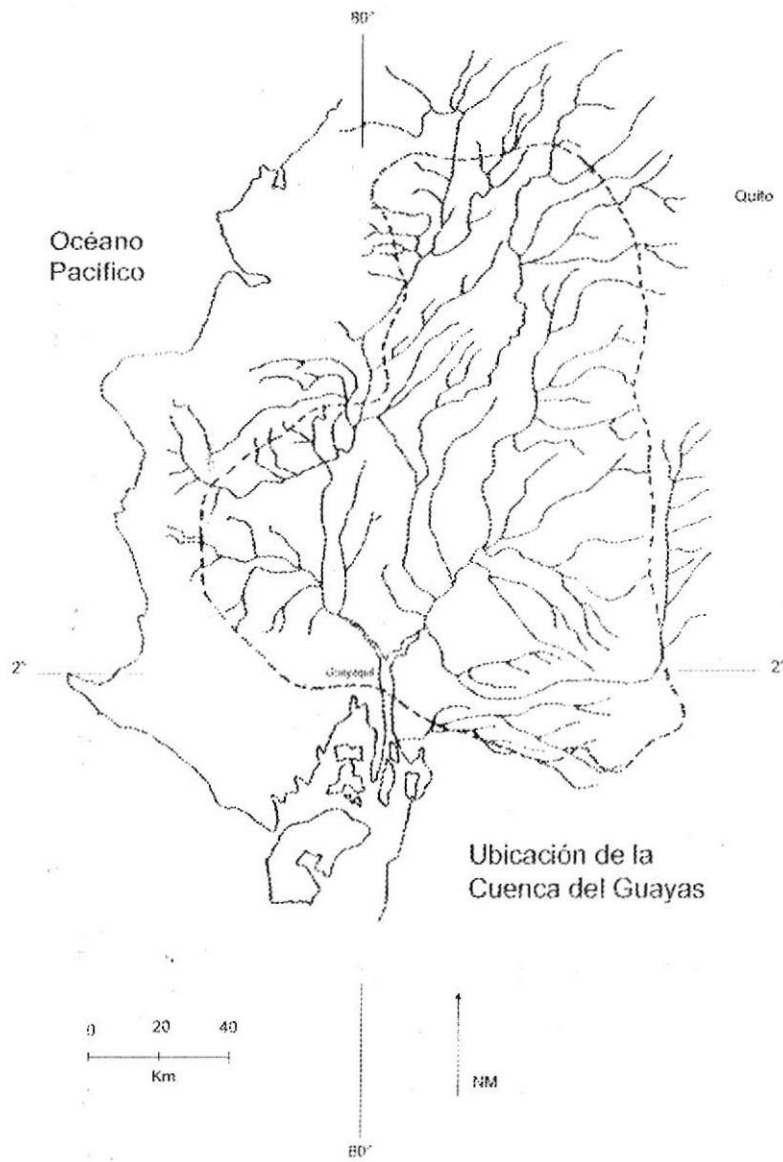 80°
Quito
Océano
Pacífico
2°
Guayaquil
2°
Ubicación de la
Cuenca del Guayas
0 20 40
Km
NM
80°